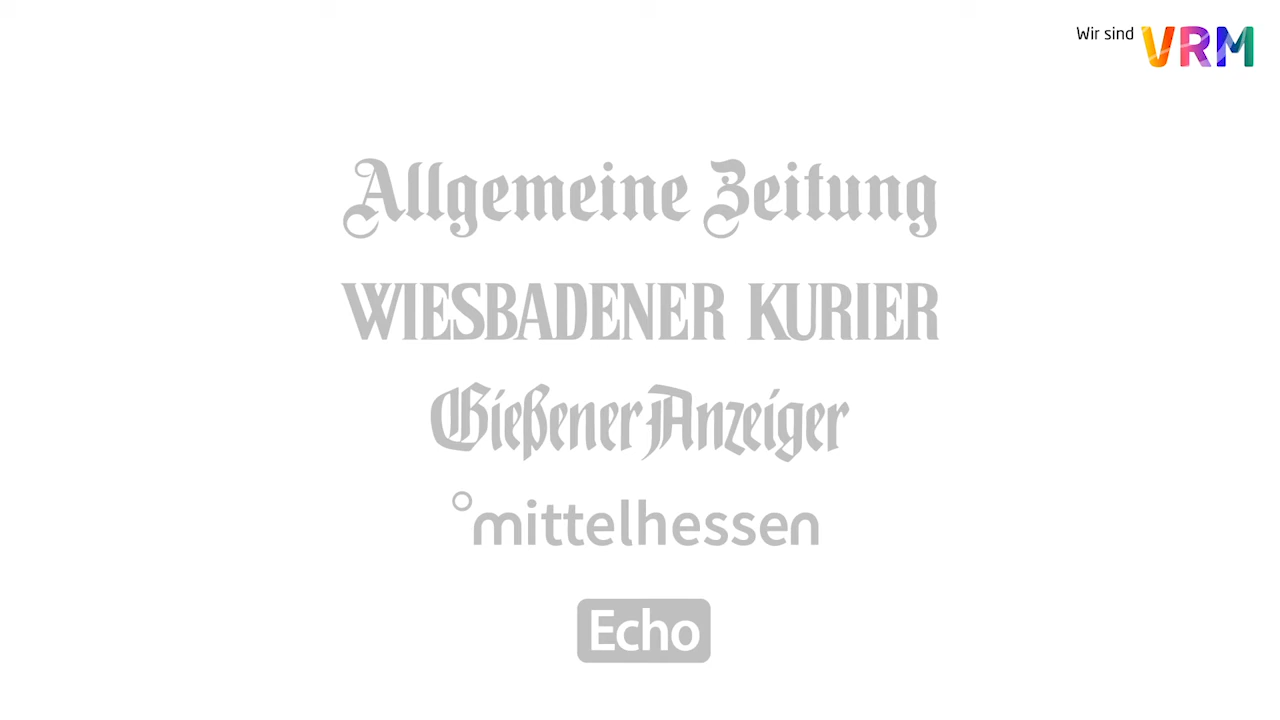 Wir sind VRM
Allgemeine Zeitung
WIESBADENER KURIER
Gießener Anzeiger
mittelhessen
Echo